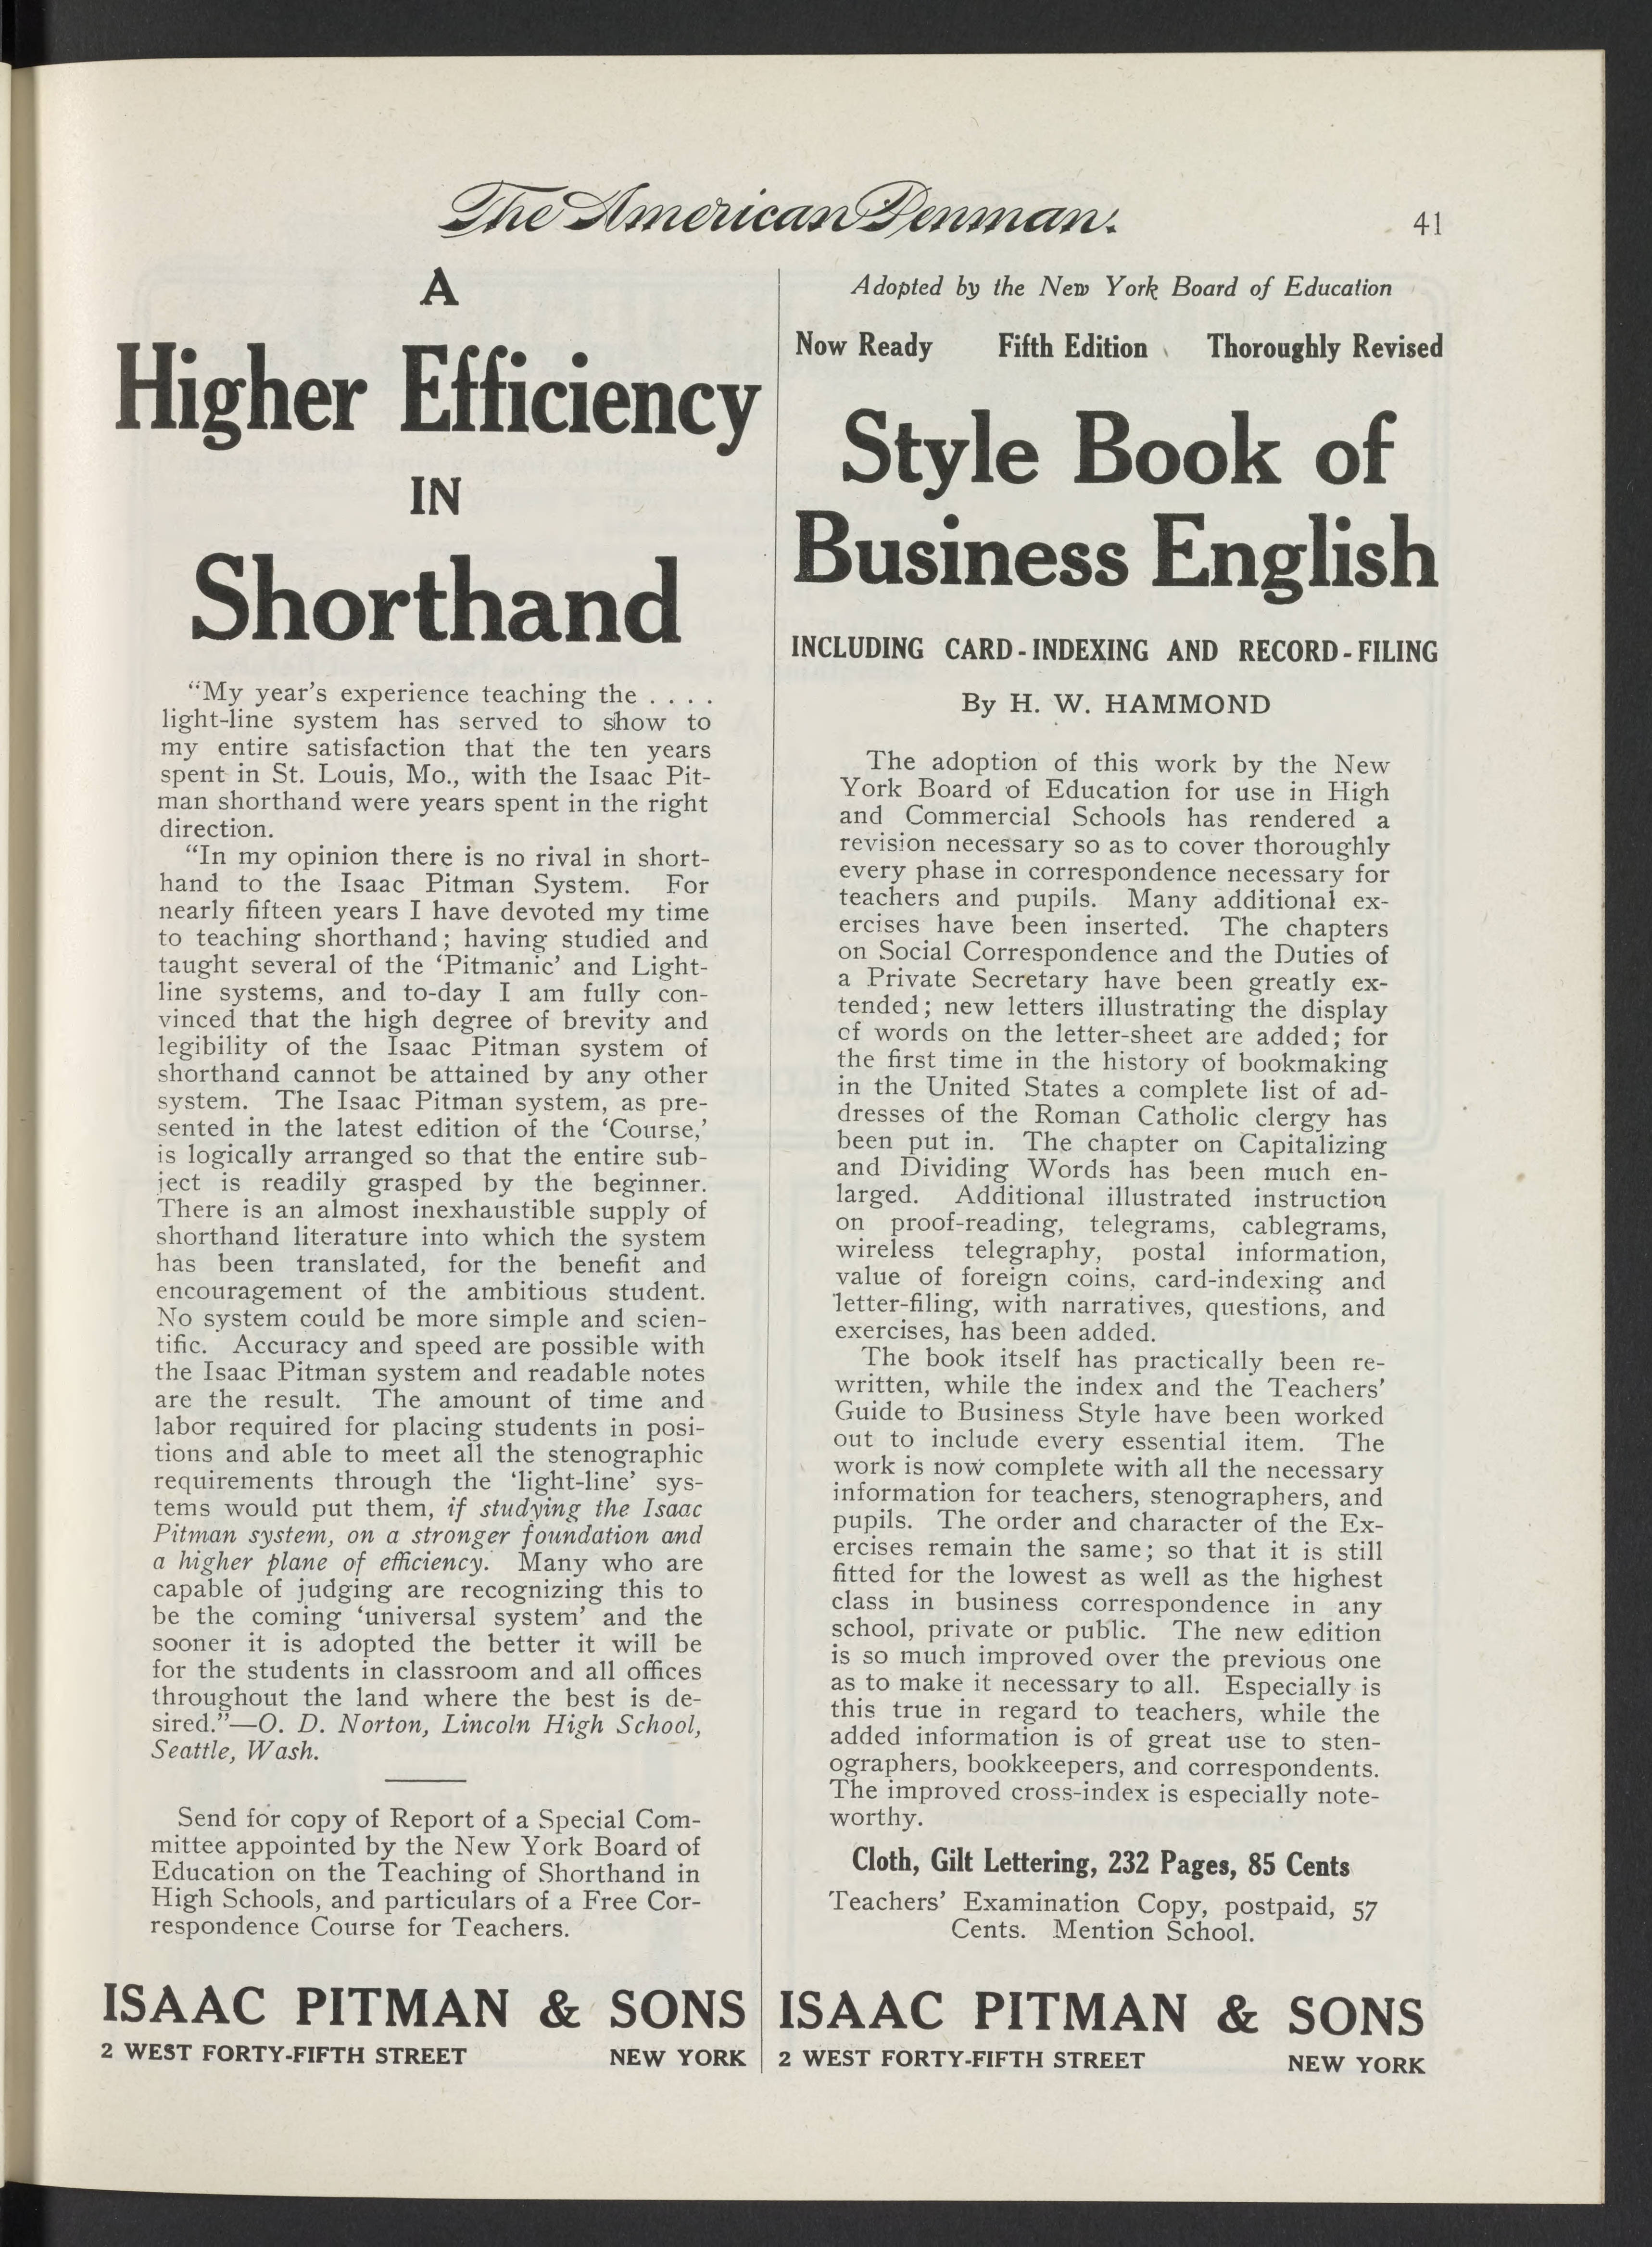 The American Penman.
41
A
Higher Efficiency
IN
Shorthand
"My year's experience teaching the . . . .
light-line system has served to show to
my entire satisfaction that the ten years
spent in St. Louis, Mo., with the Isaac Pit-
man shorthand were years spent in the right
direction.
"In my opinion there is no rival in short-
hand to the Isaac Pitman System. For
nearly fifteen years I have devoted my time
to teaching shorthand; having studied and
taught several of the 'Pitmanic' and Light-
line systems, and to-day I am fully con-
vinced that the high degree of brevity and
legibility of the Isaac Pitman system of
shorthand cannot be attained by any other
system. The Isaac Pitman system, as pre-
sented in the latest edition of the 'Course,'
is logically arranged so that the entire sub-
ject is readily grasped by the beginner.
There is an almost inexhaustible supply of
shorthand literature into which the system
has been translated, for the benefit and
encouragement of the ambitious student.
No system could be more simple and scien-
tific. Accuracy and speed are possible with
the Isaac Pitman system and readable notes
are the result. The amount of time and
labor required for placing students in posi-
tions and able to meet all the stenographic
requirements through the 'light-line' sys-
tems would put them, if studying the Isaac
Pitman system, on a stronger foundation and
a higher plane of efficiency. Many who are
capable of judging are recognizing this to
be the coming 'universal system' and the
sooner it is adopted the better it will be
for the students in classroom and all offices
throughout the land where the best is de-
sired."—O. D. Norton, Lincoln High School,
Seattle, Wash.
Send for copy of Report of a Special Com-
mittee appointed by the New York Board of
Education on the Teaching of Shorthand in
High Schools, and particulars of a Free Cor-
respondence Course for Teachers.
ISAAC PITMAN & SONS
2 WEST FORTY-FIFTH STREET NEW YORK
Adopted by the New York Board of Education
Now Ready Fifth Edition Thoroughly Revised
Style Book of
Business English
INCLUDING CARD-INDEXING AND RECORD-FILING
By H. W. HAMMOND
The adoption of this work by the New
York Board of Education for use in High
and Commercial Schools has rendered a
revision necessary so as to cover thoroughly
every phase in correspondence necessary for
teachers and pupils. Many additional ex-
ercises have been inserted. The chapters
on Social Correspondence and the Duties of
a Private Secretary have been greatly ex-
tended; new letters illustrating the display
cf words on the letter-sheet are added; for
the first time in the history of bookmaking
in the United States a complete list of ad-
dresses of the Roman Catholic clergy has
been put in. The chapter on Capitalizing
and Dividing Words has been much en-
larged. Additional illustrated instruction
on proof-reading, telegrams, cablegrams,
wireless telegraphy, postal information,
value of foreign coins, card-indexing and
letter-filing, with narratives, questions, and
exercises, has been added.
The book itself has practically been re-
written, while the index and the Teachers'
Guide to Business Style have been worked
out to include every essential item. The
work is now complete with all the necessary
information for teachers, stenographers, and
pupils. The order and character of the Ex-
ercises remain the same; so that it is still
fitted for the lowest as well as the highest
class in business correspondence in any
school, private or public. The new edition
is so much improved over the previous one
as to make it necessary to all. Especially is
this true in regard to teachers, while the
added information is of great use to sten-
ographers, bookkeepers, and correspondents.
The improved cross-index is especially note-
worthy.
Cloth, Gilt Lettering, 232 Pages, 85 Cents
Teachers' Examination Copy, postpaid, 57
Cents. Mention School.
ISAAC PITMAN & SONS
2 WEST FORTY-FIFTH STREET NEW YORK